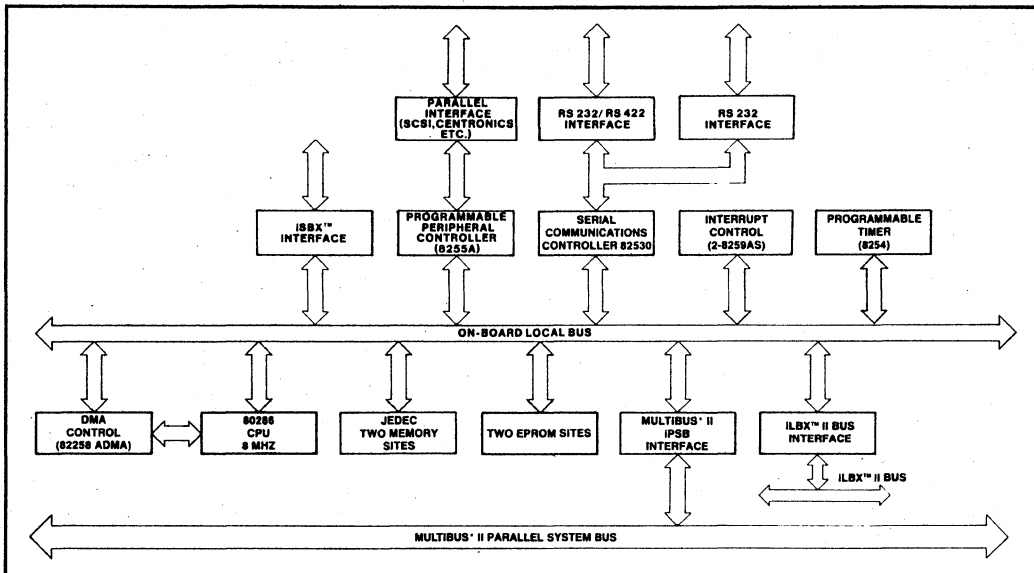 PARALLEL
INTERFACE
(SCSI, CENTRONICS
ETC.)
RS 232/ RS 422
INTERFACE
RS 232
INTERFACE
iSBX™
INTERFACE
PROGRAMMABLE
PERIPHERAL
CONTROLLER
(8255A)
SERIAL
COMMUNICATIONS
CONTROLLER 82530
INTERRUPT
CONTROL
(2-8259AS)
PROGRAMMABLE
TIMER
(8254)
ON-BOARD LOCAL BUS
DMA
CONTROL
(82258 ADMA)
80286
CPU
8 MHZ
JEDEC
TWO MEMORY
SITES
TWO EPROM SITES
MULTIBUS* II
iPSB
INTERFACE
iLBX™ II BUS
INTERFACE
iLBX™ II BUS
MULTIBUS* II PARALLEL SYSTEM BUS